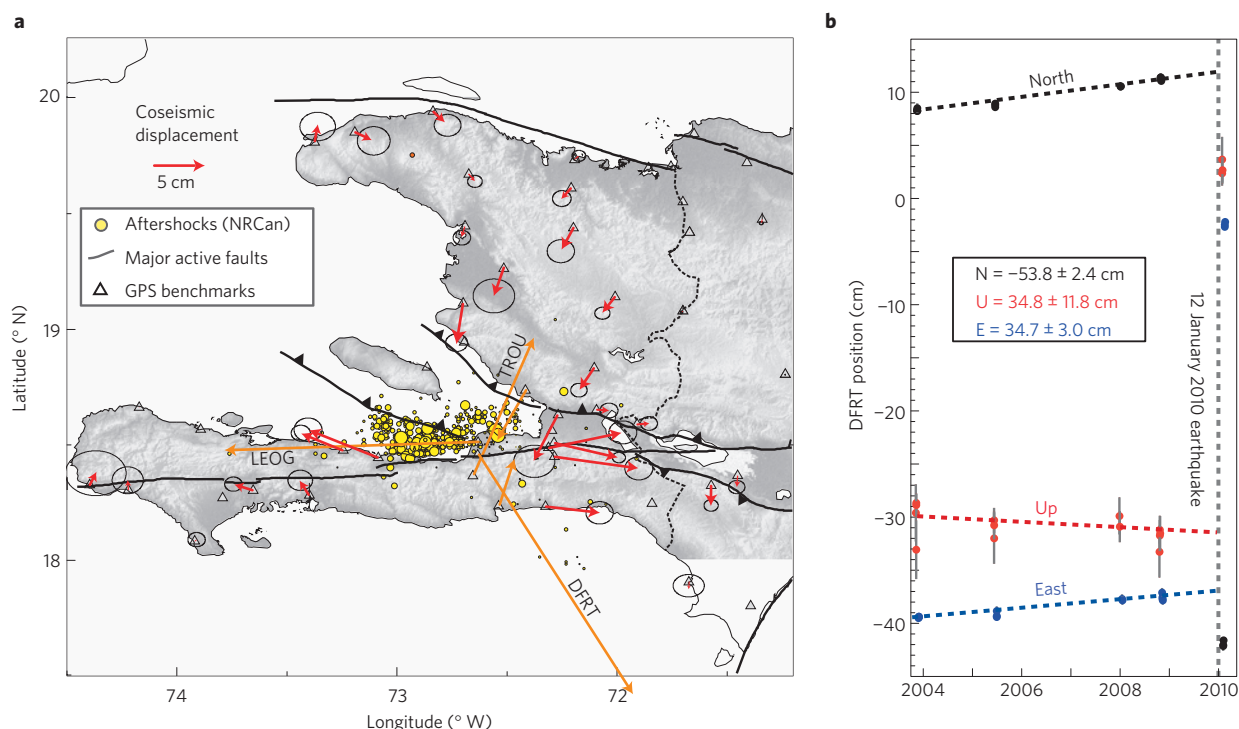 a
Latitude (° N)
20
19
18
Coseismic
displacement
5 cm
Aftershocks (NRCan)
Major active faults
GPS benchmarks
TROU
LEOG
DFRT
74
73
72
Longitude (° W)
b
DFRT position (cm)
10
0
−10
−20
−30
−40
North
N = −53.8 ± 2.4 cm
U = 34.8 ± 11.8 cm
E = 34.7 ± 3.0 cm
12 January 2010 earthquake
Up
East
2004
2006
2008
2010